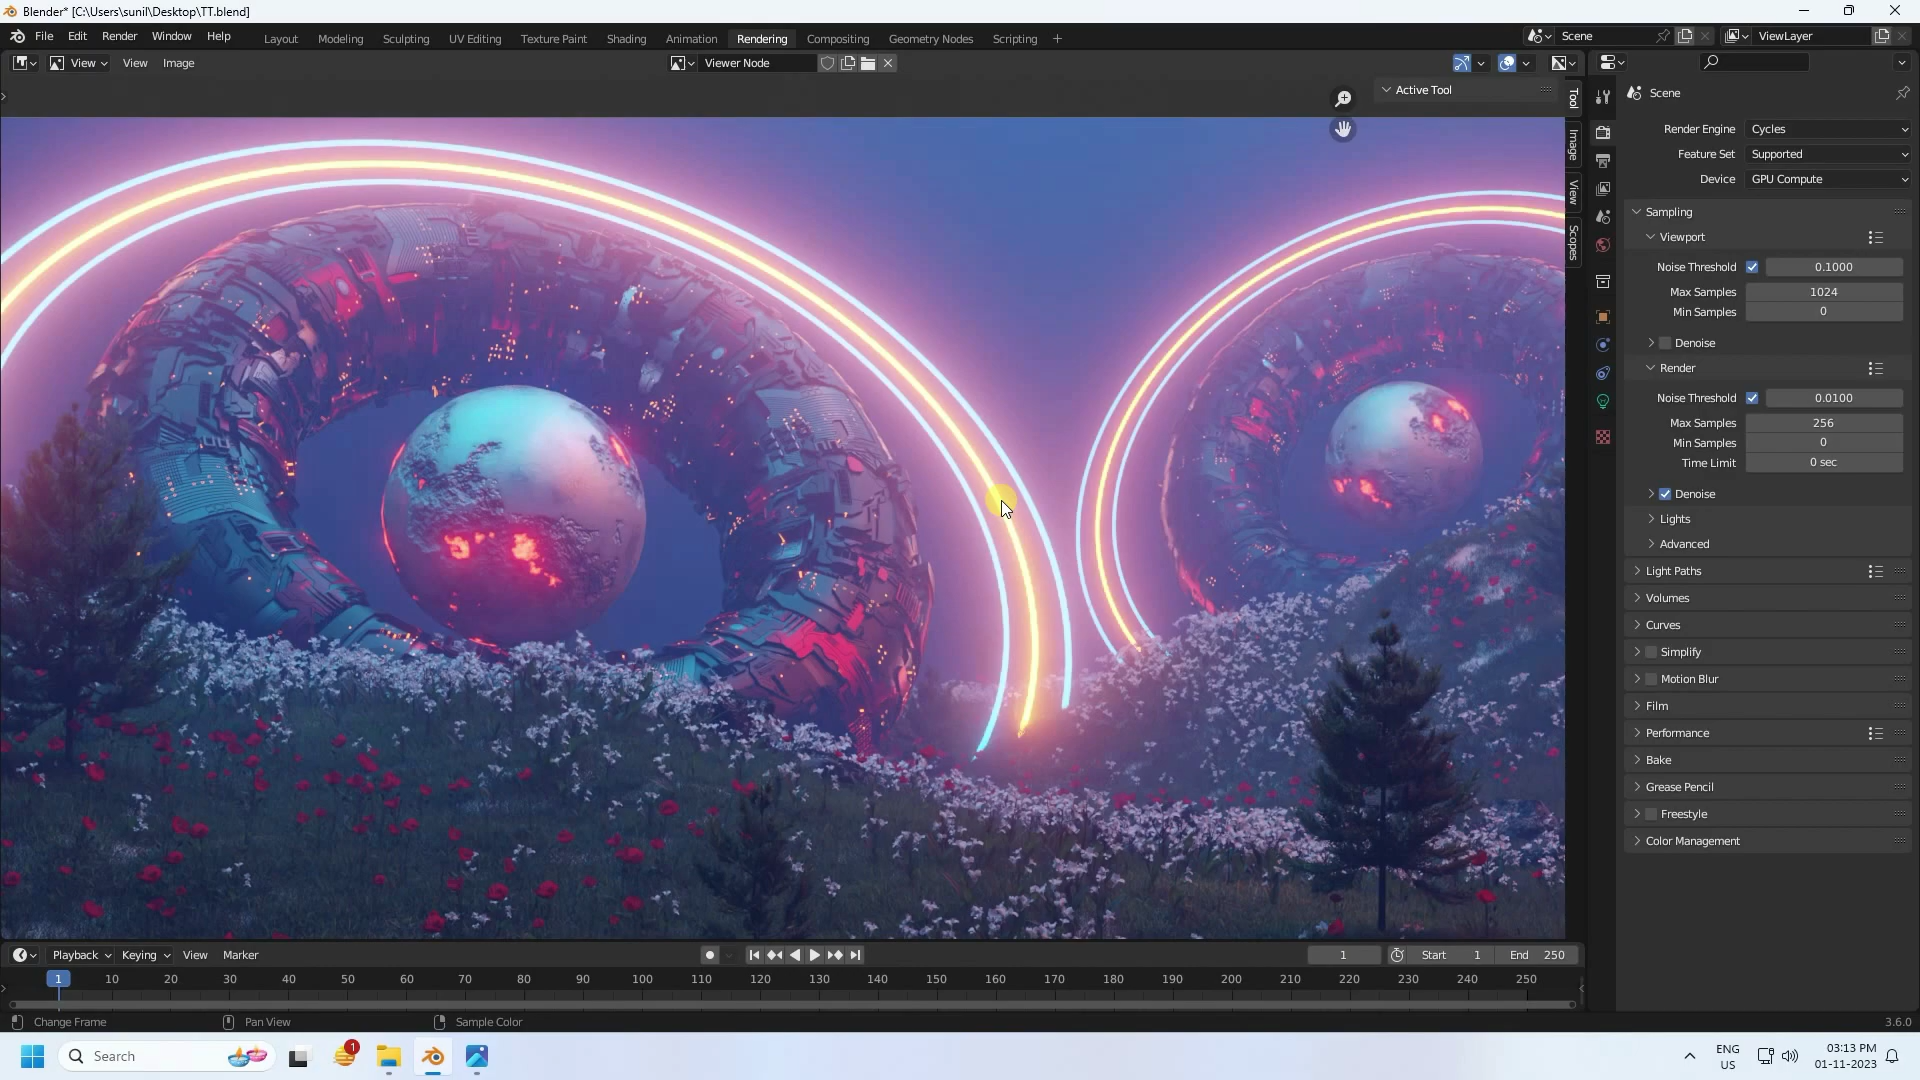 Blender* [C:\Users\sunil\Desktop\TT.blend]
File Edit Render Window Help Layout Modeling Sculpting UV Editing Texture Paint Shading Animation Rendering Compositing Geometry Nodes Scripting + Scene ViewLayer
View View Image Viewer Node
Active Tool
Tool
Image
View
Scopes
Scene
Render Engine Cycles
Feature Set Supported
Device GPU Compute
Sampling
Viewport
Noise Threshold 0.1000
Max Samples 1024
Min Samples 0
Denoise
Render
Noise Threshold 0.0100
Max Samples 256
Min Samples 0
Time Limit 0 sec
Denoise
Lights
Advanced
Light Paths
Volumes
Curves
Simplify
Motion Blur
Film
Performance
Bake
Grease Pencil
Freestyle
Color Management
Playback Keying View Marker 1 Start 1 End 250
1 10 20 30 40 50 60 70 80 90 100 110 120 130 140 150 160 170 180 190 200 210 220 230 240 250
Change Frame Pan View Sample Color 3.6.0
Search 1 ENG US 03:13 PM
01-11-2023